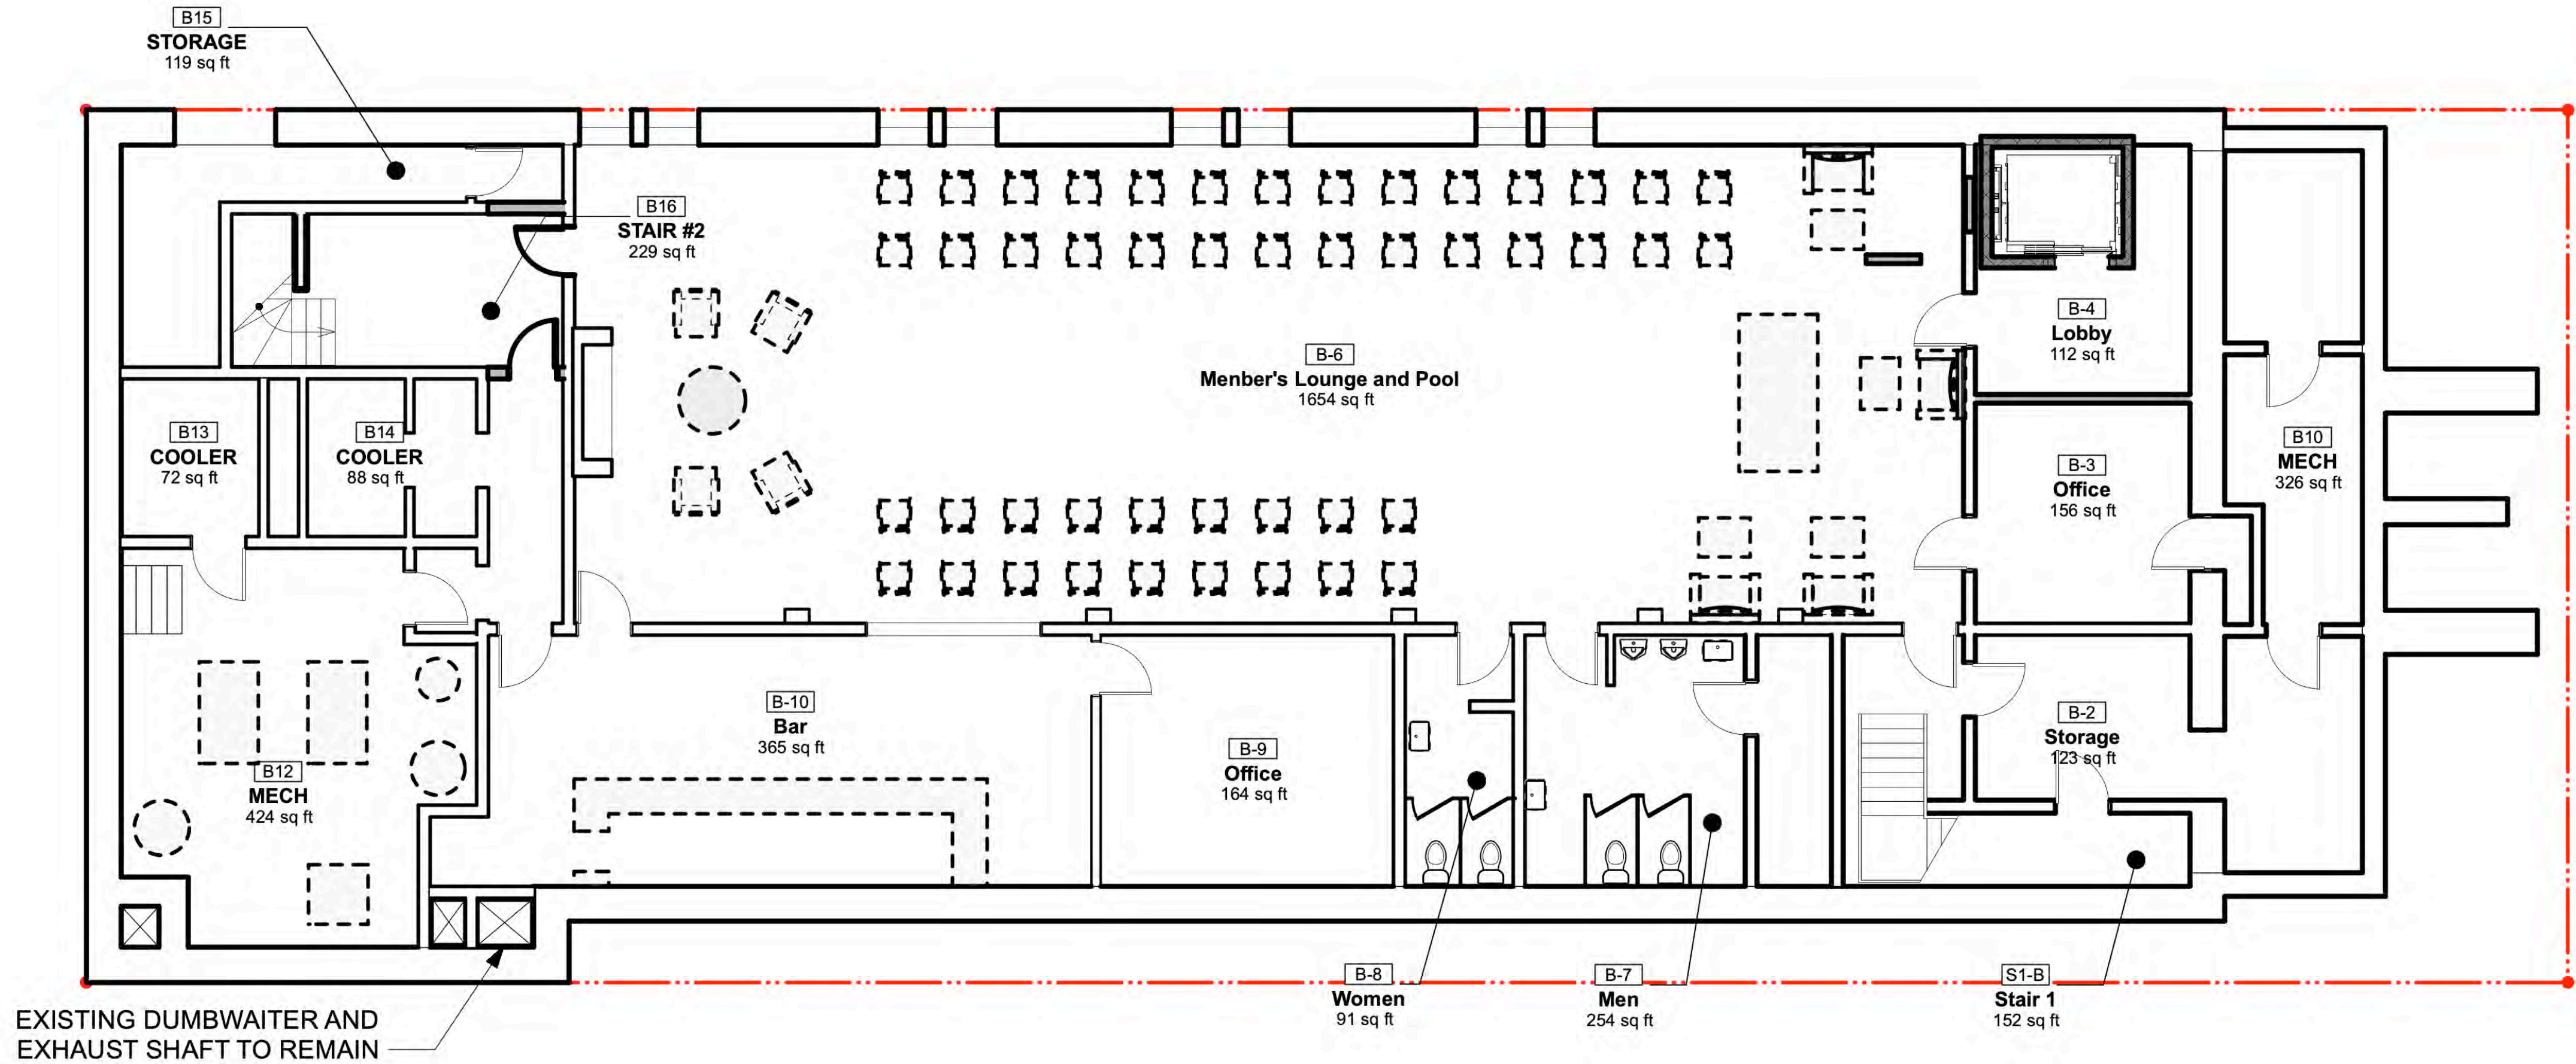 B15
STORAGE
119 sq ft
B16
STAIR #2
229 sq ft
B-4
Lobby
112 sq ft
B-6
Menber's Lounge and Pool
1654 sq ft
B13
COOLER
72 sq ft
B14
COOLER
88 sq ft
B-3
Office
156 sq ft
B10
MECH
326 sq ft
B-10
Bar
365 sq ft
B-2
Storage
123 sq ft
B-9
Office
164 sq ft
B12
MECH
424 sq ft
B-8
Women
91 sq ft
B-7
Men
254 sq ft
S1-B
Stair 1
152 sq ft
EXISTING DUMBWAITER AND
EXHAUST SHAFT TO REMAIN